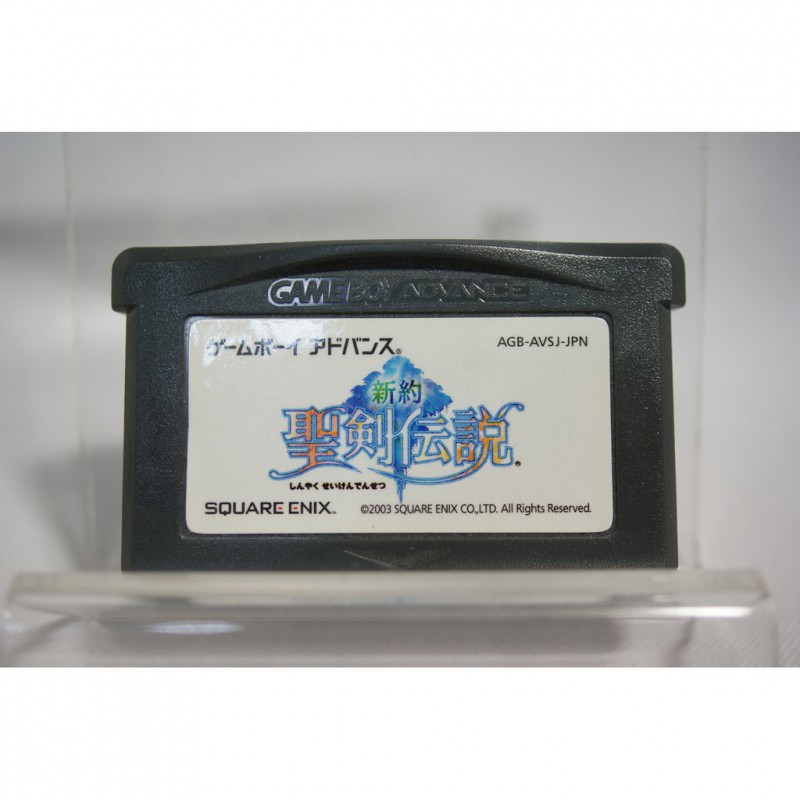 GAME BOY ADVANCE
ゲームボーイ アドバンス®
AGB-AVSJ-JPN
新約
聖剣伝説®
しんやく せいけんでんせつ
SQUARE ENIX™
©2003 SQUARE ENIX CO.,LTD. All Rights Reserved.